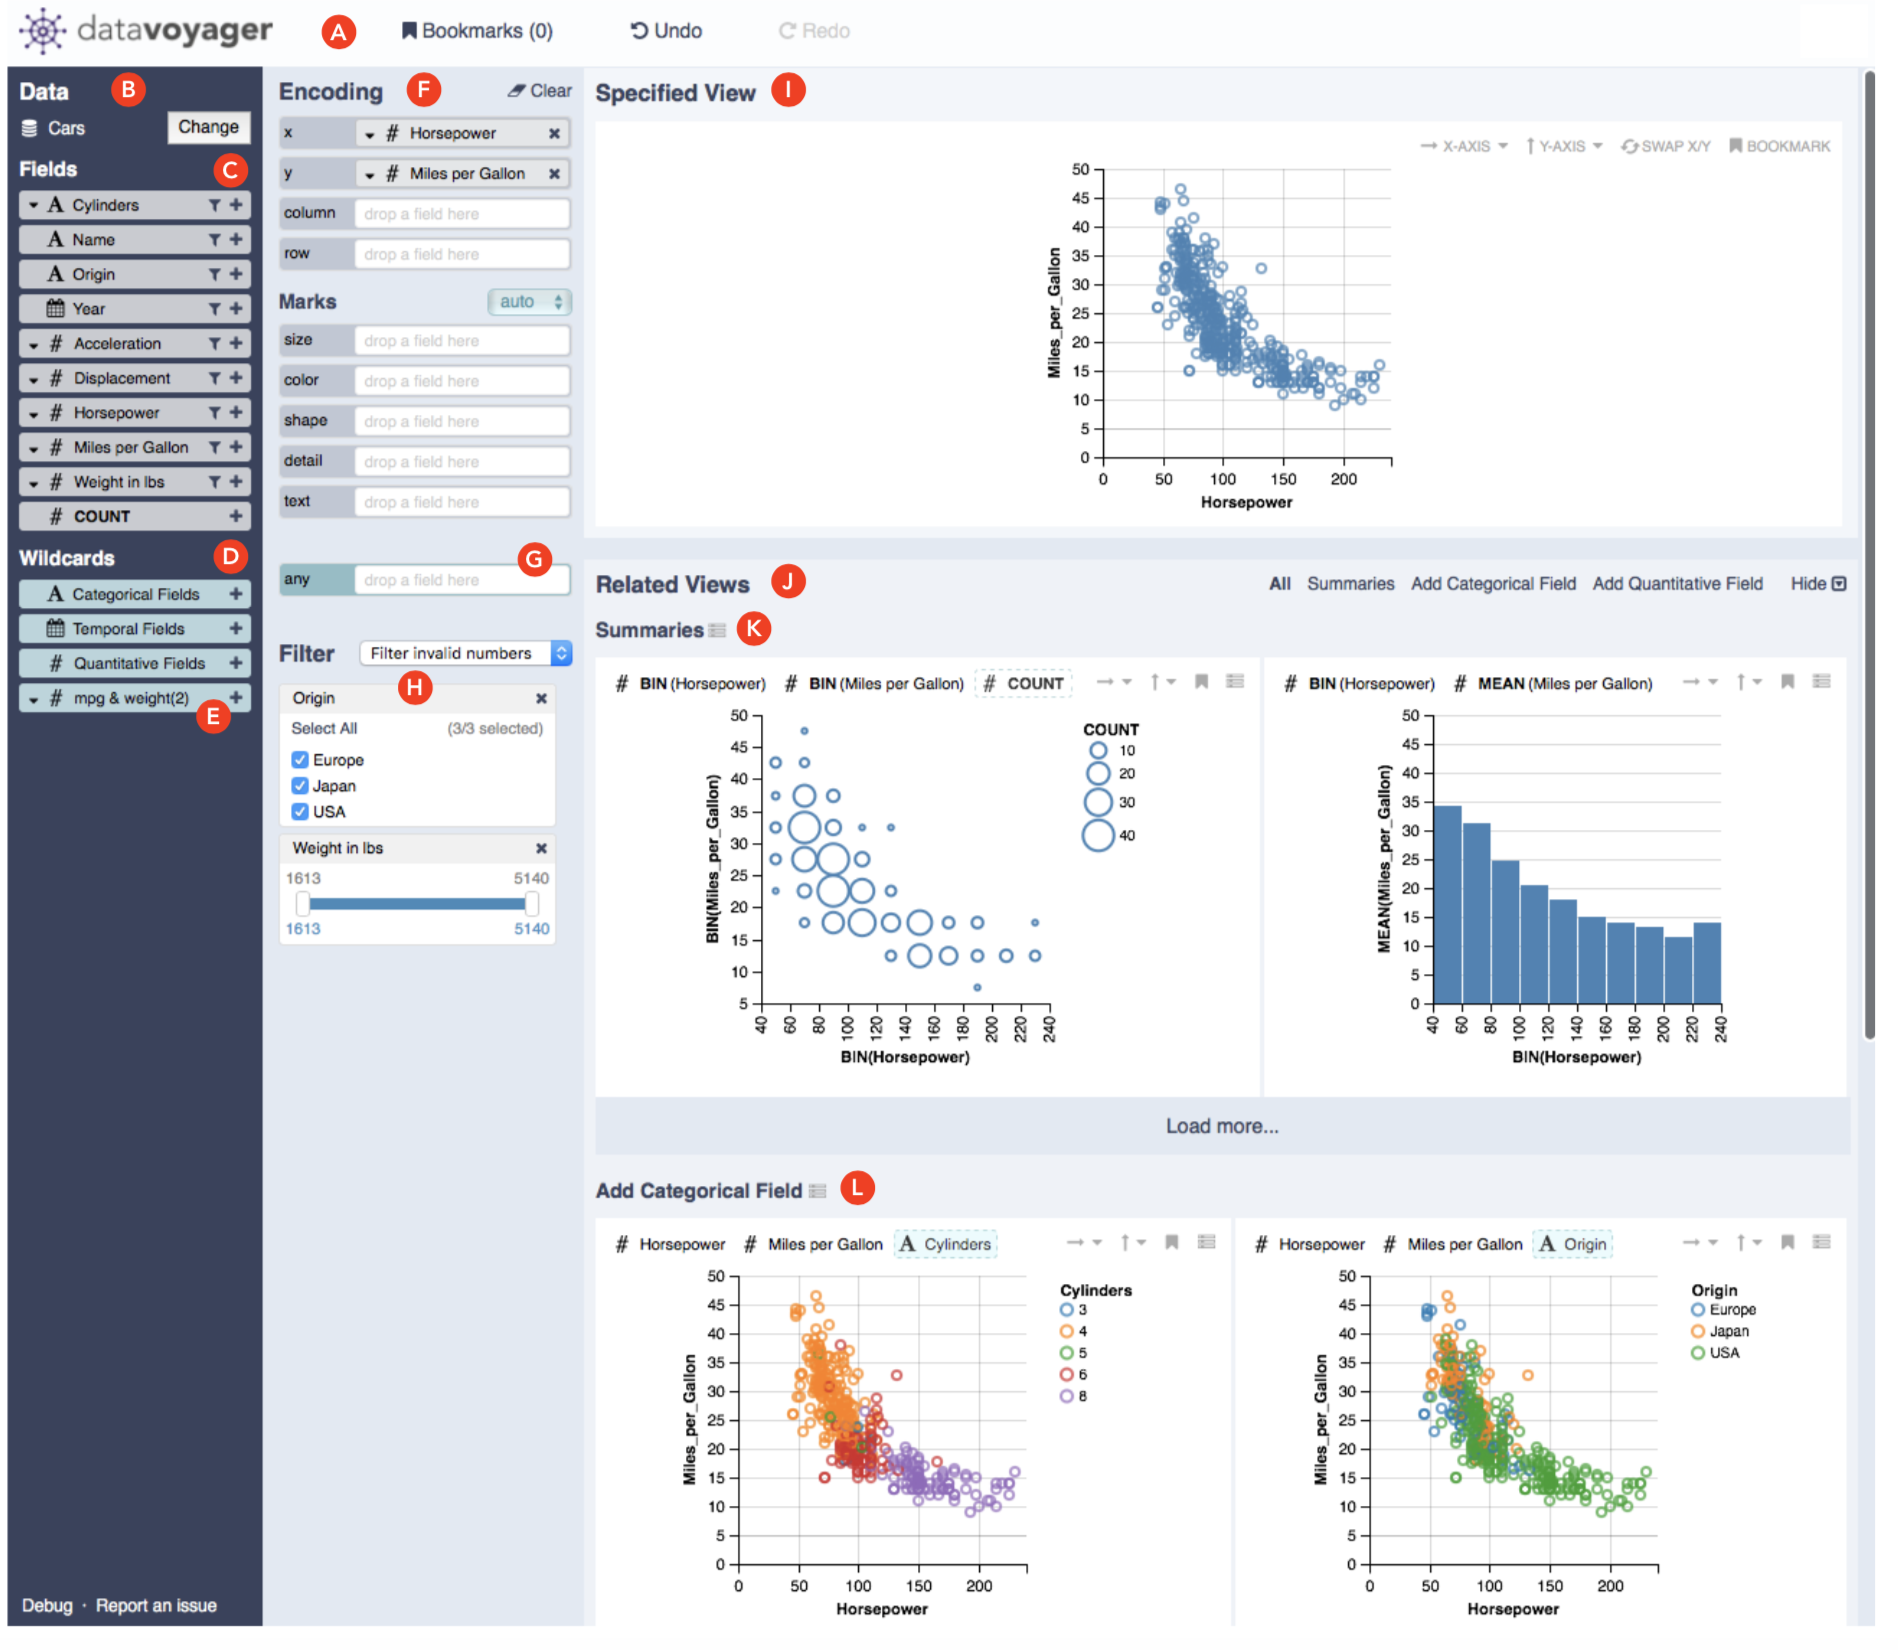 datavoyager
A
Bookmarks (0)
Undo
Redo
Data
B
Cars
Change
Fields
C
A Cylinders
A Name
A Origin
Year
# Acceleration
# Displacement
# Horsepower
# Miles per Gallon
# Weight in lbs
# COUNT
Wildcards
D
A Categorical Fields
Temporal Fields
# Quantitative Fields
# mpg & weight(2)
E
Debug · Report an issue
Encoding
F
Clear
x # Horsepower
y # Miles per Gallon
column drop a field here
row drop a field here
Marks auto
size drop a field here
color drop a field here
shape drop a field here
detail drop a field here
text drop a field here
G
any drop a field here
Filter Filter invalid numbers
H
Origin
Select All (3/3 selected)
Europe
Japan
USA
Weight in lbs
1613 5140
1613 5140
Specified View
I
X-AXIS Y-AXIS SWAP X/Y BOOKMARK
50
45
40
35
30
25
20
15
10
5
0
Miles_per_Gallon
0 50 100 150 200
Horsepower
Related Views
J
All Summaries Add Categorical Field Add Quantitative Field Hide
Summaries
K
# BIN (Horsepower) # BIN (Miles per Gallon) # COUNT
50
45
40
35
30
25
20
15
10
5
BIN(Miles_per_Gallon)
40 60 80 100 120 140 160 180 200 220 240
BIN(Horsepower)
COUNT
10
20
30
40
# BIN (Horsepower) # MEAN (Miles per Gallon)
50
45
40
35
30
25
20
15
10
5
0
MEAN(Miles_per_Gallon)
40 60 80 100 120 140 160 180 200 220 240
BIN(Horsepower)
Load more...
Add Categorical Field
L
# Horsepower # Miles per Gallon A Cylinders
50
45
40
35
30
25
20
15
10
5
0
Miles_per_Gallon
0 50 100 150 200
Horsepower
Cylinders
3
4
5
6
8
# Horsepower # Miles per Gallon A Origin
50
45
40
35
30
25
20
15
10
5
0
Miles_per_Gallon
0 50 100 150 200
Horsepower
Origin
Europe
Japan
USA